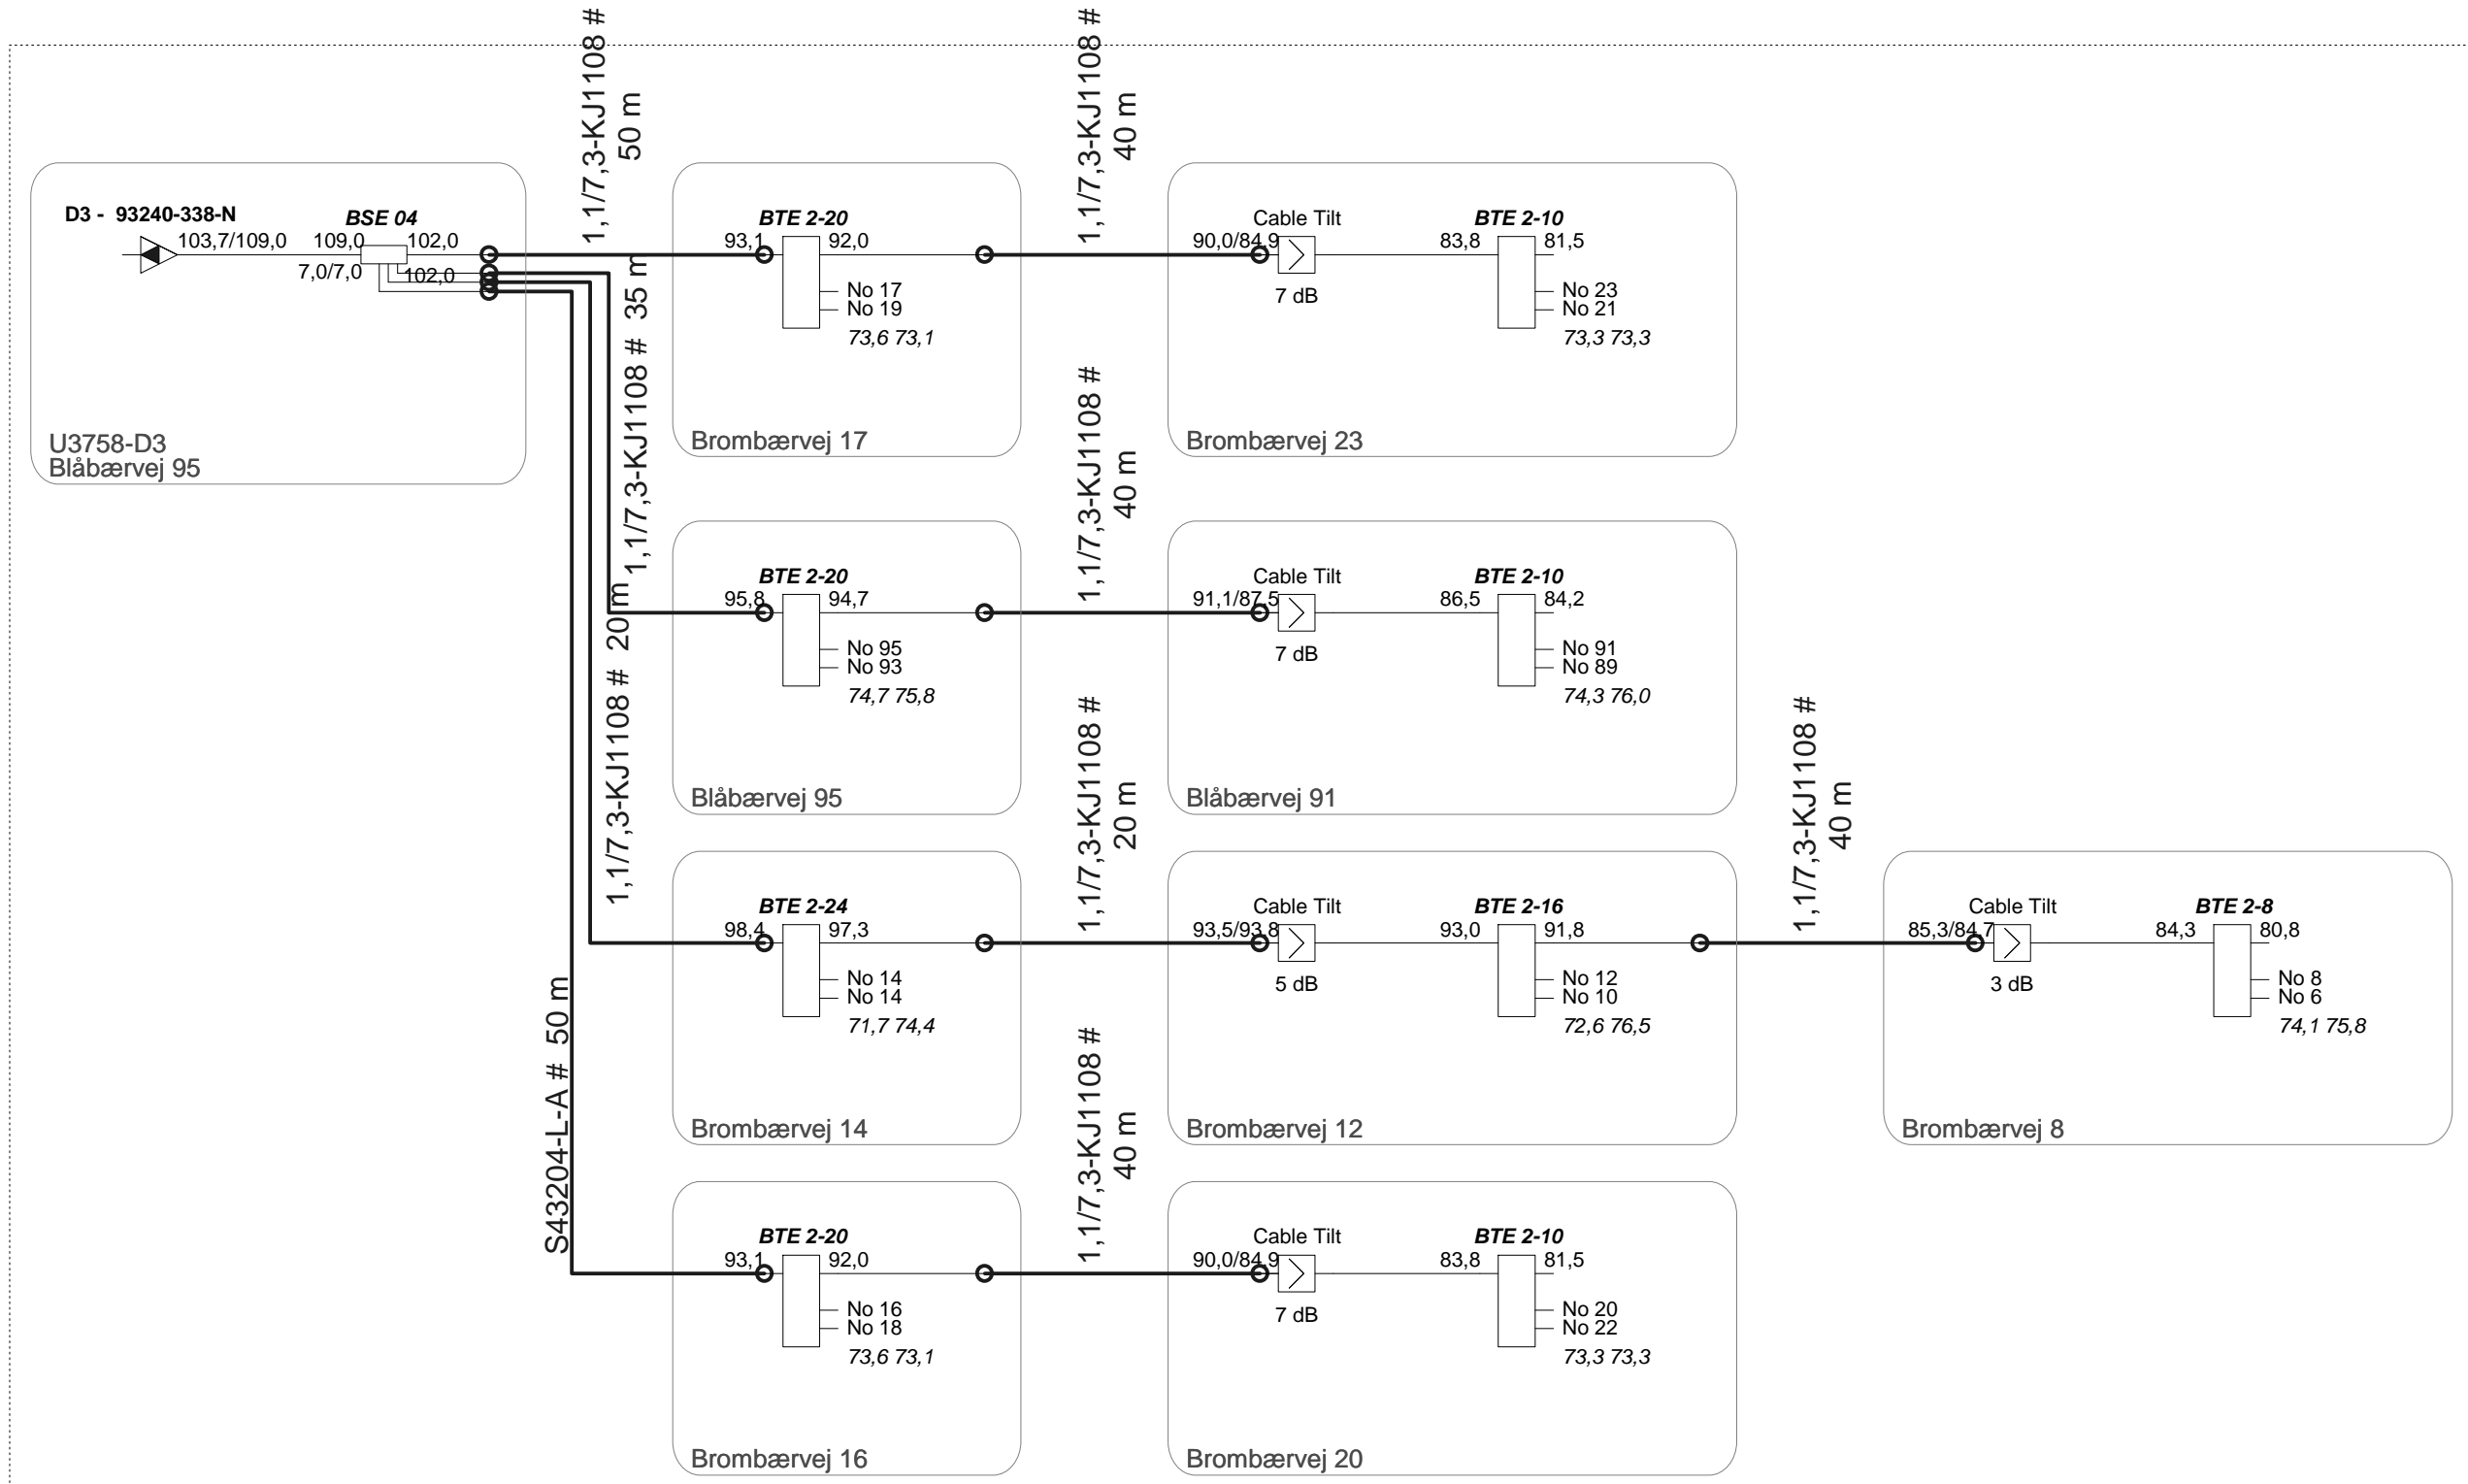 1,1/7,3-KJ1108 #
50 m
1,1/7,3-KJ1108 #
40 m
D3 - 93240-338-N
BSE 04
103,7/109,0
109,0
102,0
7,0/7,0
102,0
U3758-D3
Blåbærvej 95
BTE 2-20
93,1
92,0
No 17
No 19
73,6 73,1
Brombærvej 17
Cable Tilt
90,0/84,9
7 dB
BTE 2-10
83,8
81,5
No 23
No 21
73,3 73,3
Brombærvej 23
1,1/7,3-KJ1108 # 35 m
1,1/7,3-KJ1108 #
40 m
BTE 2-20
95,8
94,7
No 95
No 93
74,7 75,8
Blåbærvej 95
Cable Tilt
91,1/87,5
7 dB
BTE 2-10
86,5
84,2
No 91
No 89
74,3 76,0
Blåbærvej 91
1,1/7,3-KJ1108 # 20 m
1,1/7,3-KJ1108 #
20 m
1,1/7,3-KJ1108 #
40 m
BTE 2-24
98,4
97,3
No 14
No 14
71,7 74,4
Brombærvej 14
Cable Tilt
93,5/93,8
5 dB
BTE 2-16
93,0
91,8
No 12
No 10
72,6 76,5
Brombærvej 12
Cable Tilt
85,3/84,7
3 dB
BTE 2-8
84,3
80,8
No 8
No 6
74,1 75,8
Brombærvej 8
S43204-L-A # 50 m
1,1/7,3-KJ1108 #
40 m
BTE 2-20
93,1
92,0
No 16
No 18
73,6 73,1
Brombærvej 16
Cable Tilt
90,0/84,9
7 dB
BTE 2-10
83,8
81,5
No 20
No 22
73,3 73,3
Brombærvej 20